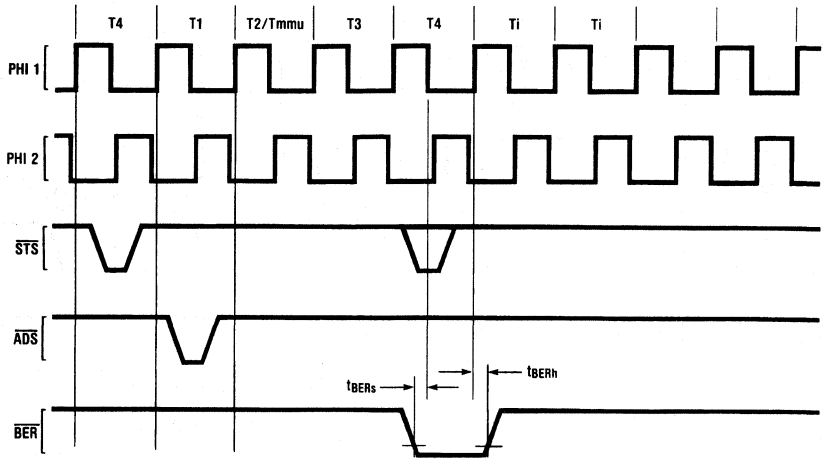 T4 T1 T2/Tmmu T3 T4 Ti Ti
PHI 1
PHI 2
STS
ADS
tBERs
tBERh
BER